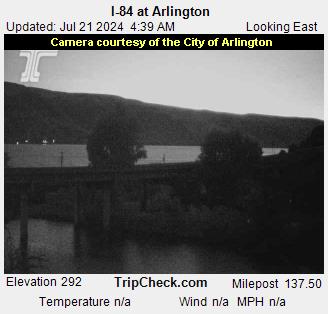 I-84 at Arlington
Updated: Jul 21 2024 4:39 AM Looking East
Camera courtesy of the City of Arlington
Elevation 292 TripCheck.com Milepost 137.50
Temperature n/a Wind n/a MPH n/a